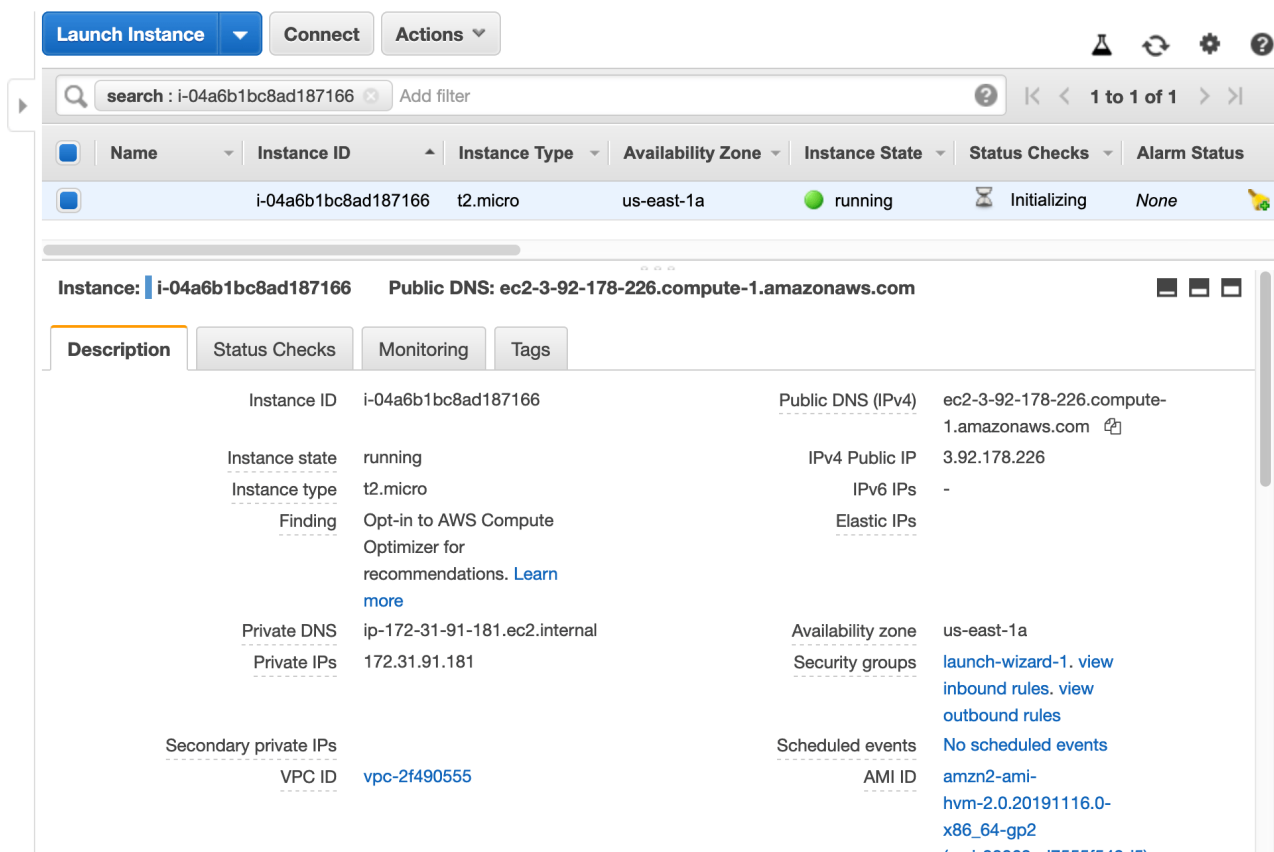 Launch Instance Connect Actions
search : i-04a6b1bc8ad187166 Add filter 1 to 1 of 1
Name Instance ID Instance Type Availability Zone Instance State Status Checks Alarm Status
i-04a6b1bc8ad187166 t2.micro us-east-1a running Initializing None
Instance: i-04a6b1bc8ad187166 Public DNS: ec2-3-92-178-226.compute-1.amazonaws.com
Description Status Checks Monitoring Tags
Instance ID i-04a6b1bc8ad187166 Public DNS (IPv4) ec2-3-92-178-226.compute-
1.amazonaws.com
Instance state running IPv4 Public IP 3.92.178.226
Instance type t2.micro IPv6 IPs -
Finding Opt-in to AWS Compute Elastic IPs
Optimizer for
recommendations. Learn
more
Private DNS ip-172-31-91-181.ec2.internal Availability zone us-east-1a
Private IPs 172.31.91.181 Security groups launch-wizard-1. view
inbound rules. view
outbound rules
Secondary private IPs Scheduled events No scheduled events
VPC ID vpc-2f490555 AMI ID amzn2-ami-
hvm-2.0.20191116.0-
x86_64-gp2